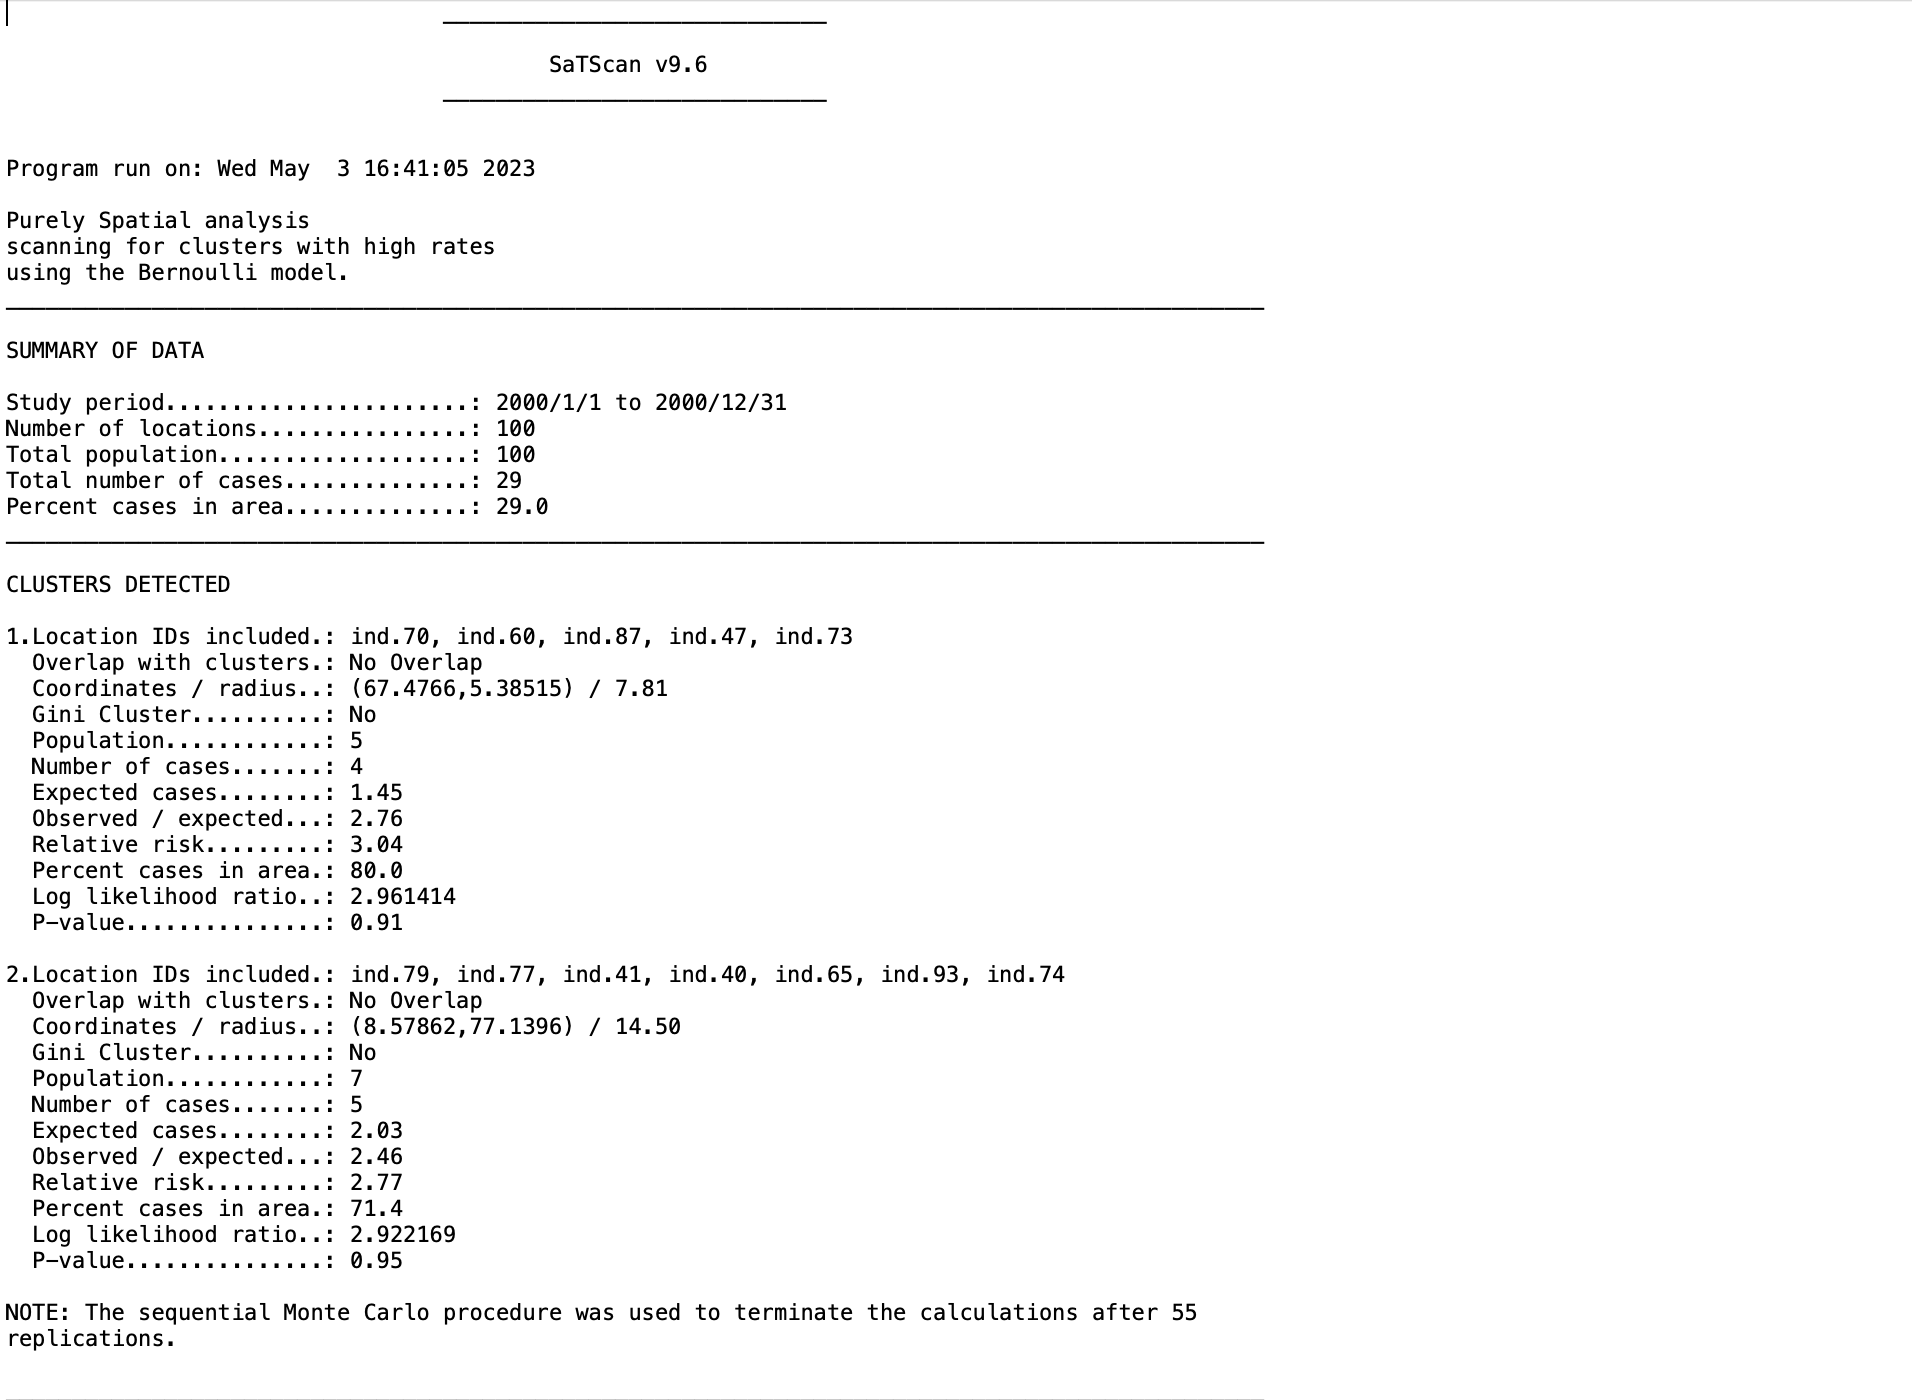 SaTScan v9.6
Program run on: Wed May  3 16:41:05 2023
Purely Spatial analysis
scanning for clusters with high rates
using the Bernoulli model.
SUMMARY OF DATA
Study period.......................: 2000/1/1 to 2000/12/31
Number of locations................: 100
Total population...................: 100
Total number of cases..............: 29
Percent cases in area..............: 29.0
CLUSTERS DETECTED
1.Location IDs included.: ind.70, ind.60, ind.87, ind.47, ind.73
  Overlap with clusters.: No Overlap
  Coordinates / radius..: (67.4766,5.38515) / 7.81
  Gini Cluster..........: No
  Population............: 5
  Number of cases.......: 4
  Expected cases........: 1.45
  Observed / expected...: 2.76
  Relative risk.........: 3.04
  Percent cases in area.: 80.0
  Log likelihood ratio..: 2.961414
  P-value...............: 0.91
2.Location IDs included.: ind.79, ind.77, ind.41, ind.40, ind.65, ind.93, ind.74
  Overlap with clusters.: No Overlap
  Coordinates / radius..: (8.57862,77.1396) / 14.50
  Gini Cluster..........: No
  Population............: 7
  Number of cases.......: 5
  Expected cases........: 2.03
  Observed / expected...: 2.46
  Relative risk.........: 2.77
  Percent cases in area.: 71.4
  Log likelihood ratio..: 2.922169
  P-value...............: 0.95
NOTE: The sequential Monte Carlo procedure was used to terminate the calculations after 55
replications.